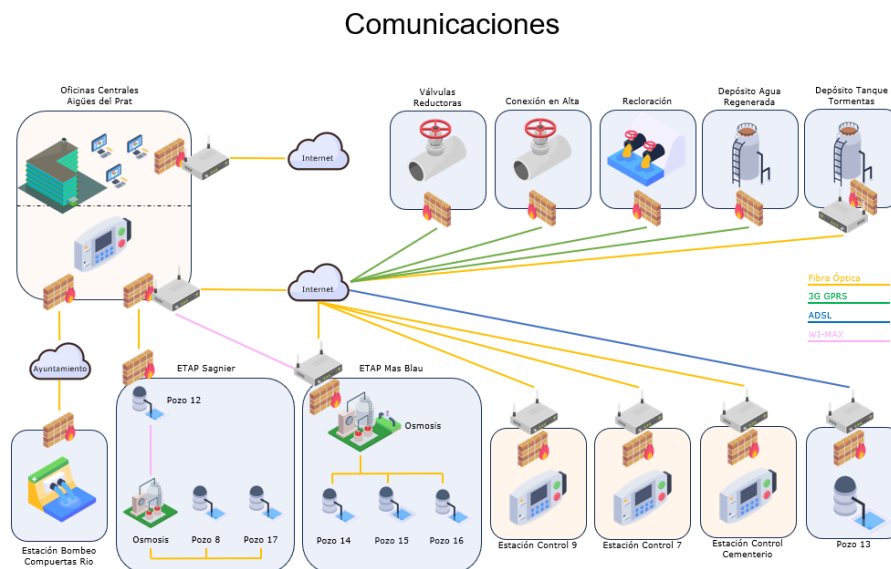 Comunicaciones
Oficinas Centrales
Aigües del Prat
Internet
Válvulas
Reductoras
Conexión en Alta
Recloración
Depósito Agua
Regenerada
Depósito Tanque
Tormentas
Internet
Fibra Óptica
3G GPRS
ADSL
WI-MAX
Ayuntamiento
ETAP Sagnier
ETAP Mas Blau
Pozo 12
Osmosis
Osmosis
Pozo 8
Pozo 17
Pozo 14
Pozo 15
Pozo 16
Estación Bombeo
Compuertas Rio
Estación Control 9
Estación Control 7
Estación Control
Cementerio
Pozo 13